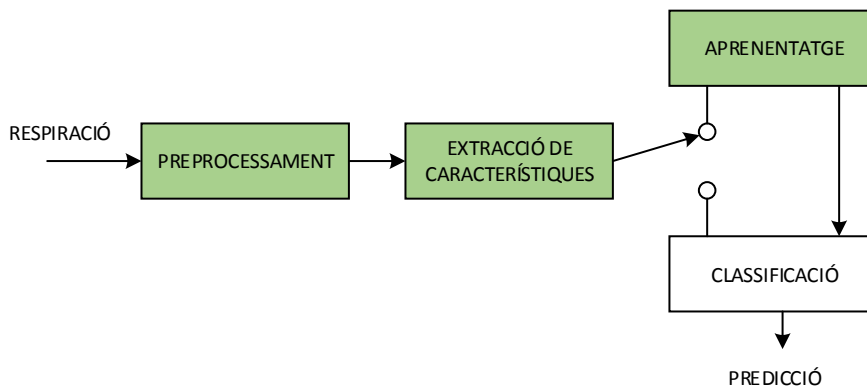 APRENENTATGE
RESPIRACIÓ
PREPROCESSAMENT
EXTRACCIÓ DE
CARACTERÍSTIQUES
CLASSIFICACIÓ
PREDICCIÓ